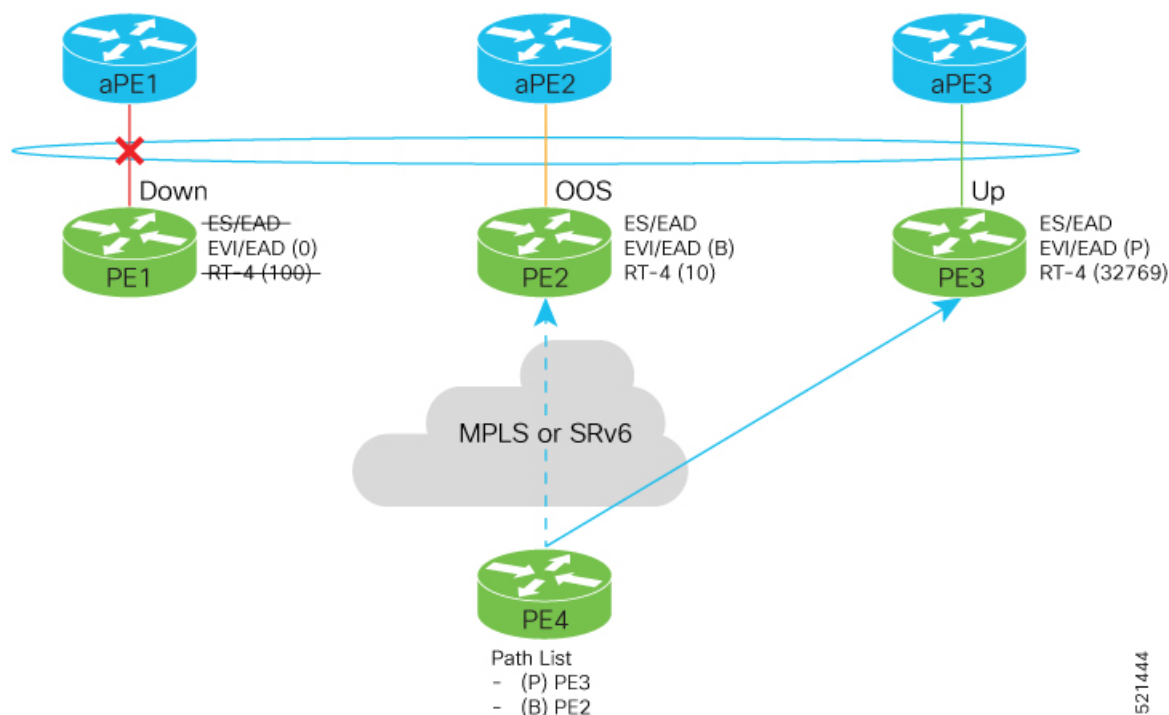 aPE1
aPE2
aPE3
Down
OOS
Up
PE1
ES/EAD
EVI/EAD (0)
RT-4 (100)
PE2
ES/EAD
EVI/EAD (B)
RT-4 (10)
PE3
ES/EAD
EVI/EAD (P)
RT-4 (32769)
MPLS or SRv6
PE4
Path List
- (P) PE3
- (B) PE2
521444